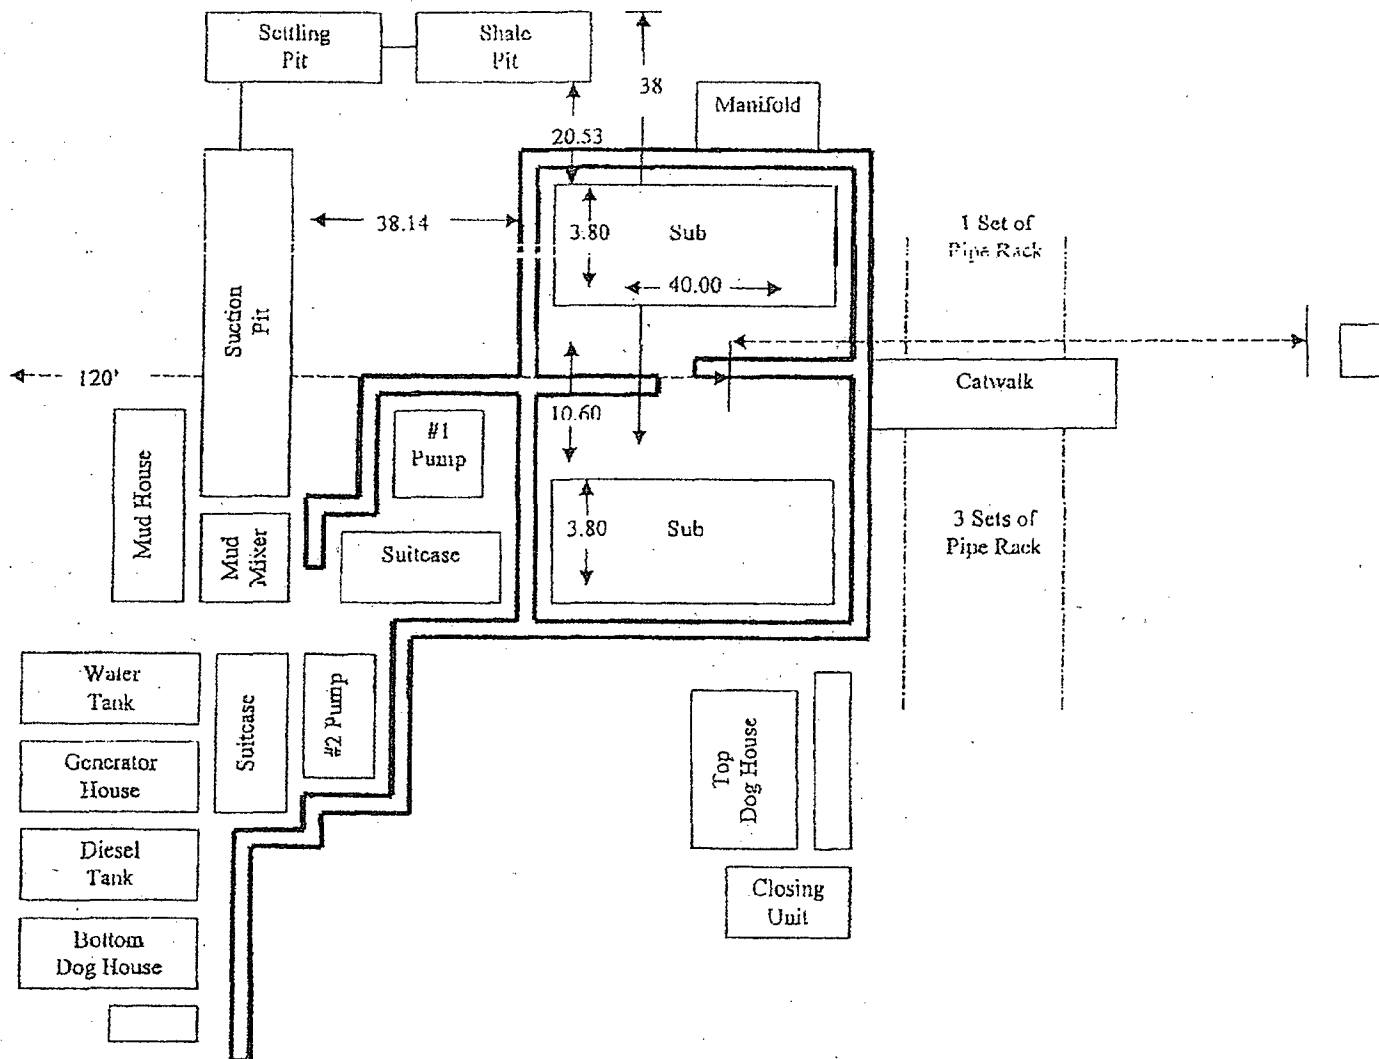 Settling
Pit
Shale
Pit
38
Manifold
20.53
38.14
3.80
Sub
40.00
1 Set of
Pipe Rack
Suction
Pit
120'
Catwalk
10.60
#1
Pump
Mud House
Mud
Mixer
Suitcase
3.80
Sub
3 Sets of
Pipe Rack
Water
Tank
Suitcase
#2 Pump
Generator
House
Top
Dog House
Diesel
Tank
Closing
Unit
Bottom
Dog House